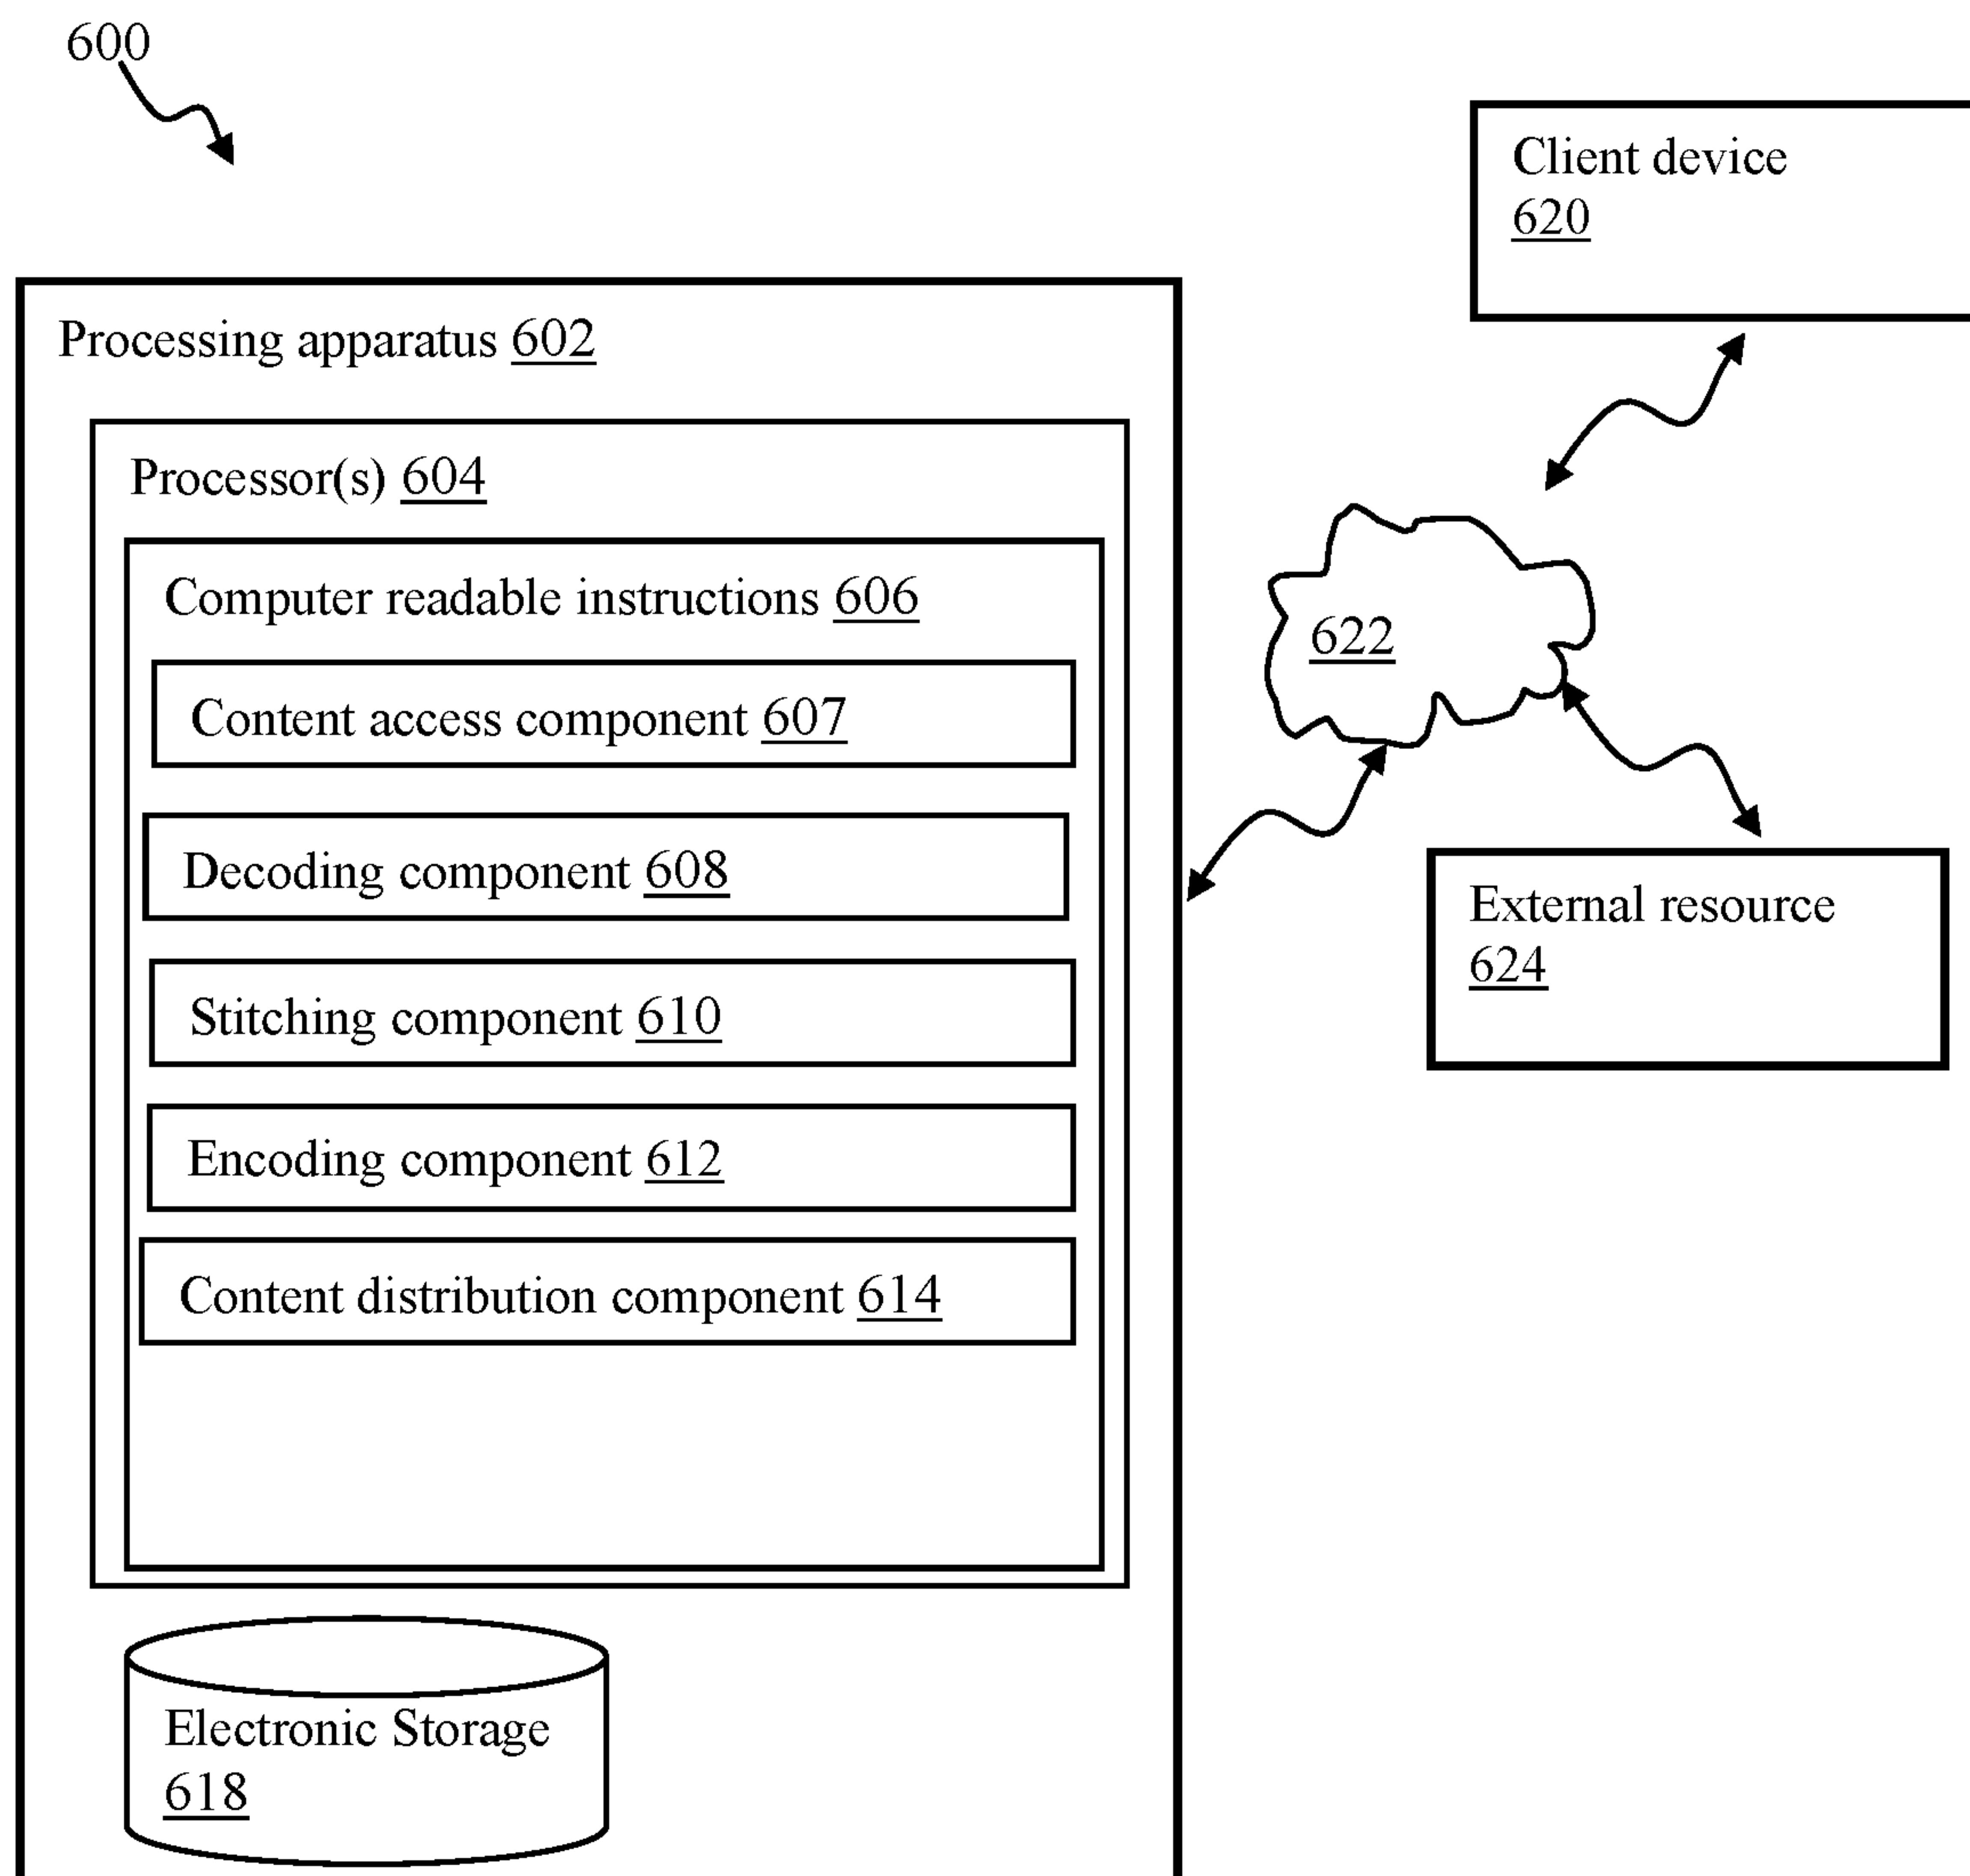 600
Client device
620
Processing apparatus 602
Processor(s) 604
Computer readable instructions 606
Content access component 607
Decoding component 608
Stitching component 610
Encoding component 612
Content distribution component 614
Electronic Storage
618
622
External resource
624